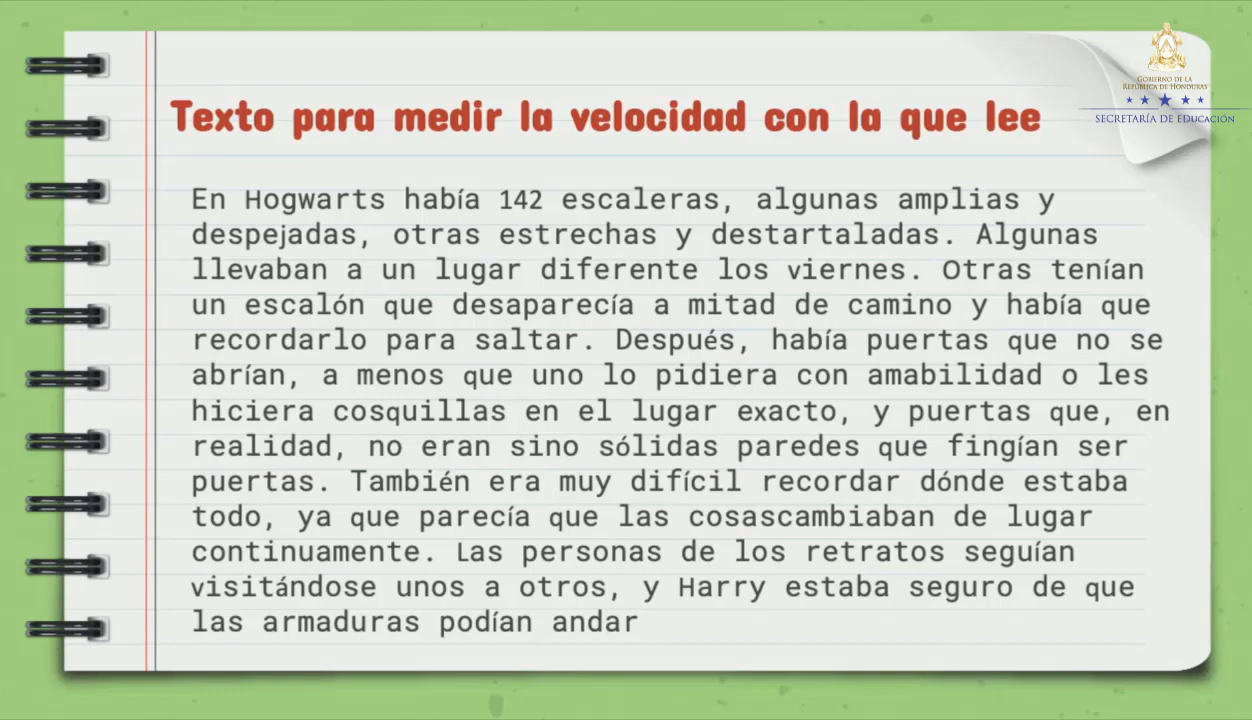 GOBIERNO DE LA
REPÚBLICA DE HONDURAS
SECRETARÍA DE EDUCACIÓN
Texto para medir la velocidad con la que lee
En Hogwarts había 142 escaleras, algunas amplias y
despejadas, otras estrechas y destartaladas. Algunas
llevaban a un lugar diferente los viernes. Otras tenían
un escalón que desaparecía a mitad de camino y había que
recordarlo para saltar. Después, había puertas que no se
abrían, a menos que uno lo pidiera con amabilidad o les
hiciera cosquillas en el lugar exacto, y puertas que, en
realidad, no eran sino sólidas paredes que fingían ser
puertas. También era muy difícil recordar dónde estaba
todo, ya que parecía que las cosascambiaban de lugar
continuamente. Las personas de los retratos seguían
visitándose unos a otros, y Harry estaba seguro de que
las armaduras podían andar